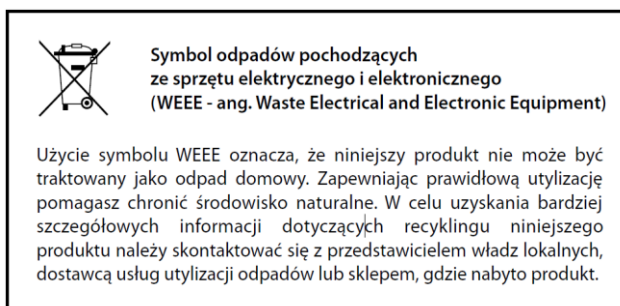 Symbol odpadów pochodzących
ze sprzętu elektrycznego i elektronicznego
(WEEE - ang. Waste Electrical and Electronic Equipment)
Użycie symbolu WEEE oznacza, że niniejszy produkt nie może być
traktowany jako odpad domowy. Zapewniając prawidłową utylizację
pomagasz chronić środowisko naturalne. W celu uzyskania bardziej
szczegółowych informacji dotyczących recyklingu niniejszego
produktu należy skontaktować się z przedstawicielem władz lokalnych,
dostawcą usług utylizacji odpadów lub sklepem, gdzie nabyto produkt.